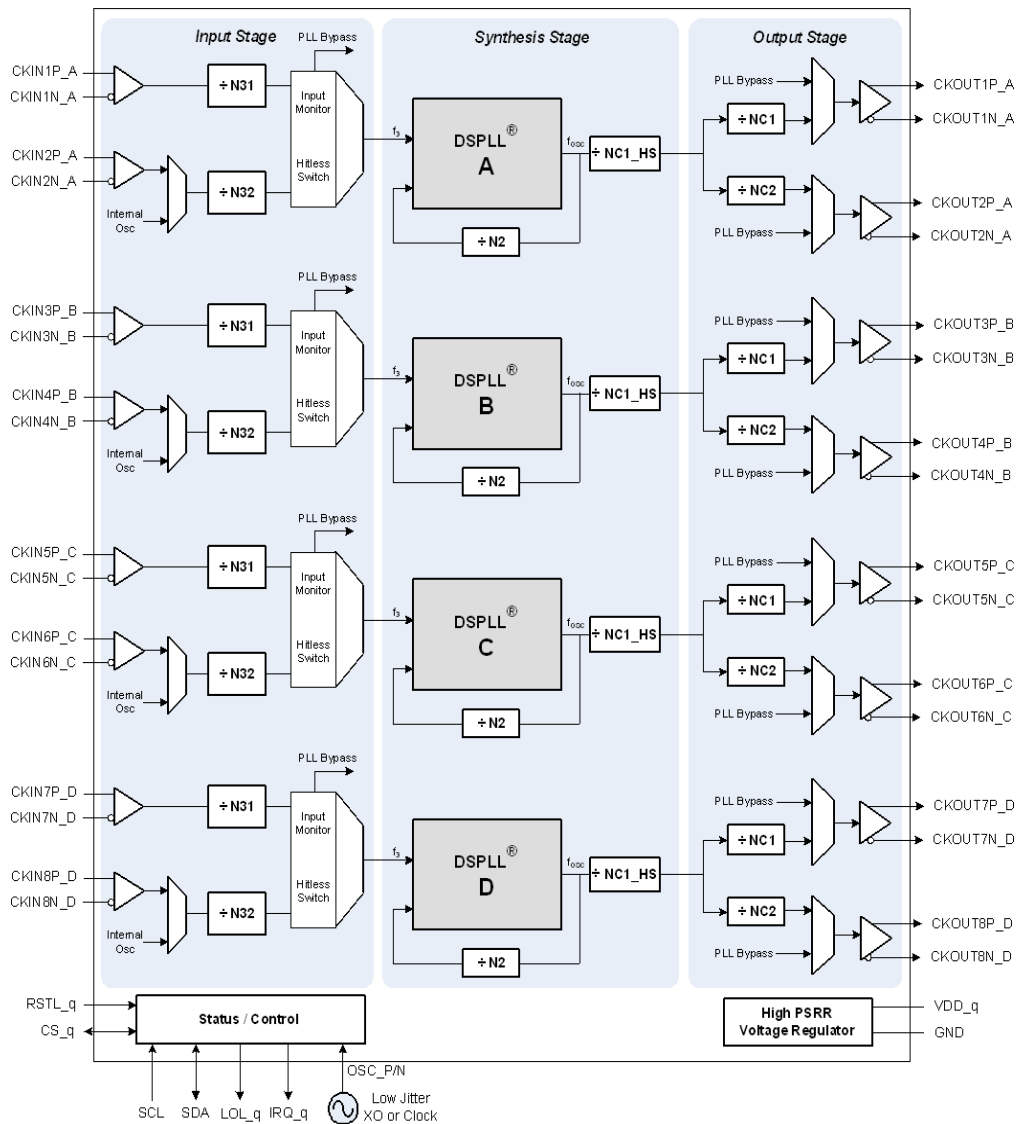 Input Stage
Synthesis Stage
Output Stage
PLL Bypass
CKIN1P_A
CKIN1N_A
÷ N31
Input
Monitor
Hitless
Switch
CKIN2P_A
CKIN2N_A
Internal
Osc
÷ N32
f3
DSPLL®
A
fosc
÷ NC1_HS
÷ N2
PLL Bypass
÷ NC1
CKOUT1P_A
CKOUT1N_A
÷ NC2
PLL Bypass
CKOUT2P_A
CKOUT2N_A
PLL Bypass
CKIN3P_B
CKIN3N_B
÷ N31
Input
Monitor
Hitless
Switch
CKIN4P_B
CKIN4N_B
Internal
Osc
÷ N32
f3
DSPLL®
B
fosc
÷ NC1_HS
÷ N2
PLL Bypass
÷ NC1
CKOUT3P_B
CKOUT3N_B
÷ NC2
PLL Bypass
CKOUT4P_B
CKOUT4N_B
PLL Bypass
CKIN5P_C
CKIN5N_C
÷ N31
Input
Monitor
Hitless
Switch
CKIN6P_C
CKIN6N_C
Internal
Osc
÷ N32
f3
DSPLL®
C
fosc
÷ NC1_HS
÷ N2
PLL Bypass
÷ NC1
CKOUT5P_C
CKOUT5N_C
÷ NC2
PLL Bypass
CKOUT6P_C
CKOUT6N_C
PLL Bypass
CKIN7P_D
CKIN7N_D
÷ N31
Input
Monitor
Hitless
Switch
CKIN8P_D
CKIN8N_D
Internal
Osc
÷ N32
f3
DSPLL®
D
fosc
÷ NC1_HS
÷ N2
PLL Bypass
÷ NC1
CKOUT7P_D
CKOUT7N_D
÷ NC2
PLL Bypass
CKOUT8P_D
CKOUT8N_D
RSTL_q
CS_q
Status / Control
High PSRR
Voltage Regulator
VDD_q
GND
OSC_P/N
SCL
SDA
LOL_q
IRQ_q
Low Jitter
XO or Clock